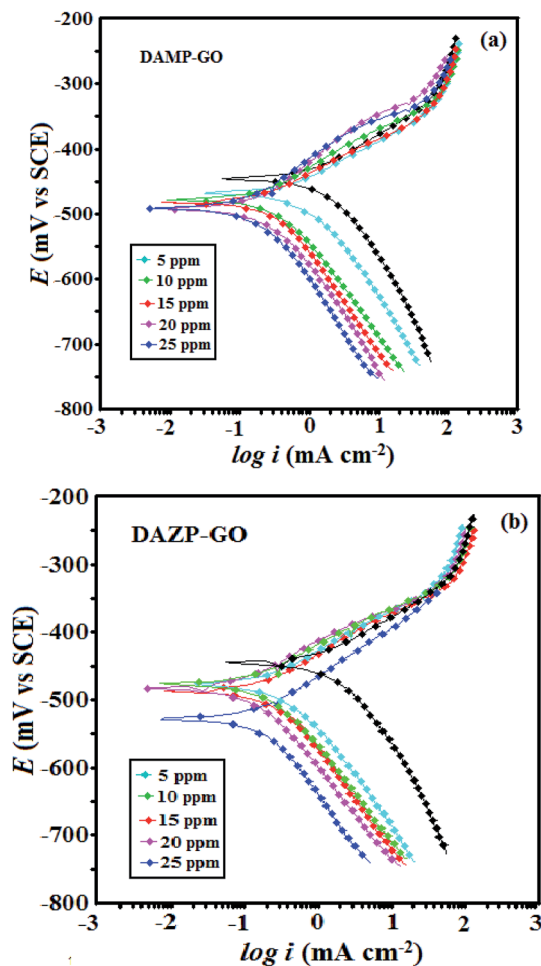 -200
(a)
DAMP-GO
-300
-400
-500
-600
-700
-800
E (mV vs SCE)
5 ppm
10 ppm
15 ppm
20 ppm
25 ppm
-3 -2 -1 0 1 2 3
log i (mA cm-2)
-200
(b)
DAZP-GO
-300
-400
-500
-600
-700
-800
E (mV vs SCE)
5 ppm
10 ppm
15 ppm
20 ppm
25 ppm
-3 -2 -1 0 1 2 3
log i (mA cm-2)